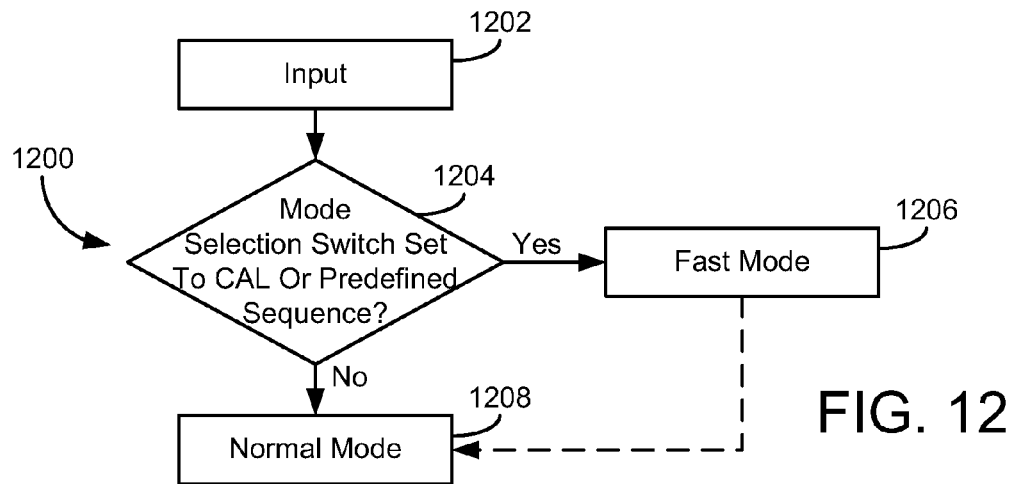 1202
Input
1200
1204
Mode
Selection Switch Set
To CAL Or Predefined
Sequence?
Yes
1206
Fast Mode
No
1208
Normal Mode
FIG. 12